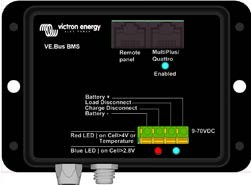 victron energy
VE.Bus BMS
Remote panel
MultiPlus/ Quattro
Enabled
Battery +
Load Disconnect
Charge Disconnect
Battery -
9-70VDC
Red LED | on Cell>4V or Temperature
Blue LED | on Cell>2.8V